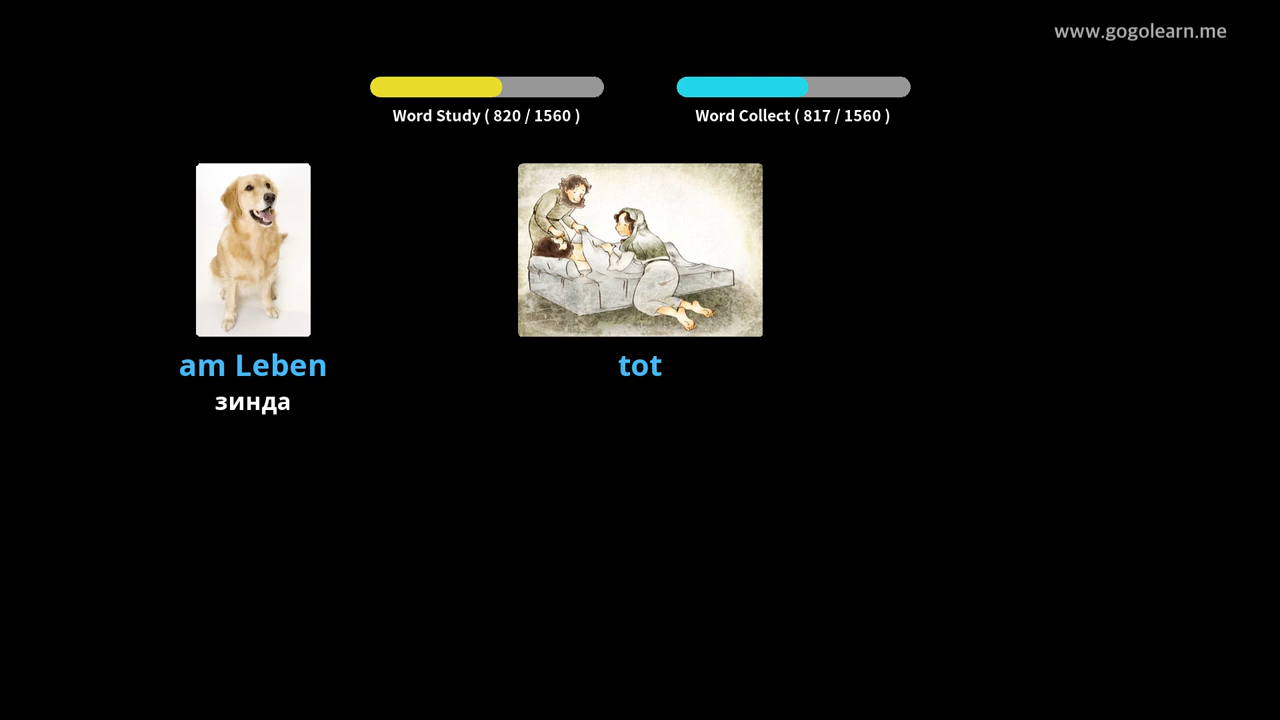 www.gogolearn.me
Word Study ( 820 / 1560 )
Word Collect ( 817 / 1560 )
am Leben
зинда
tot